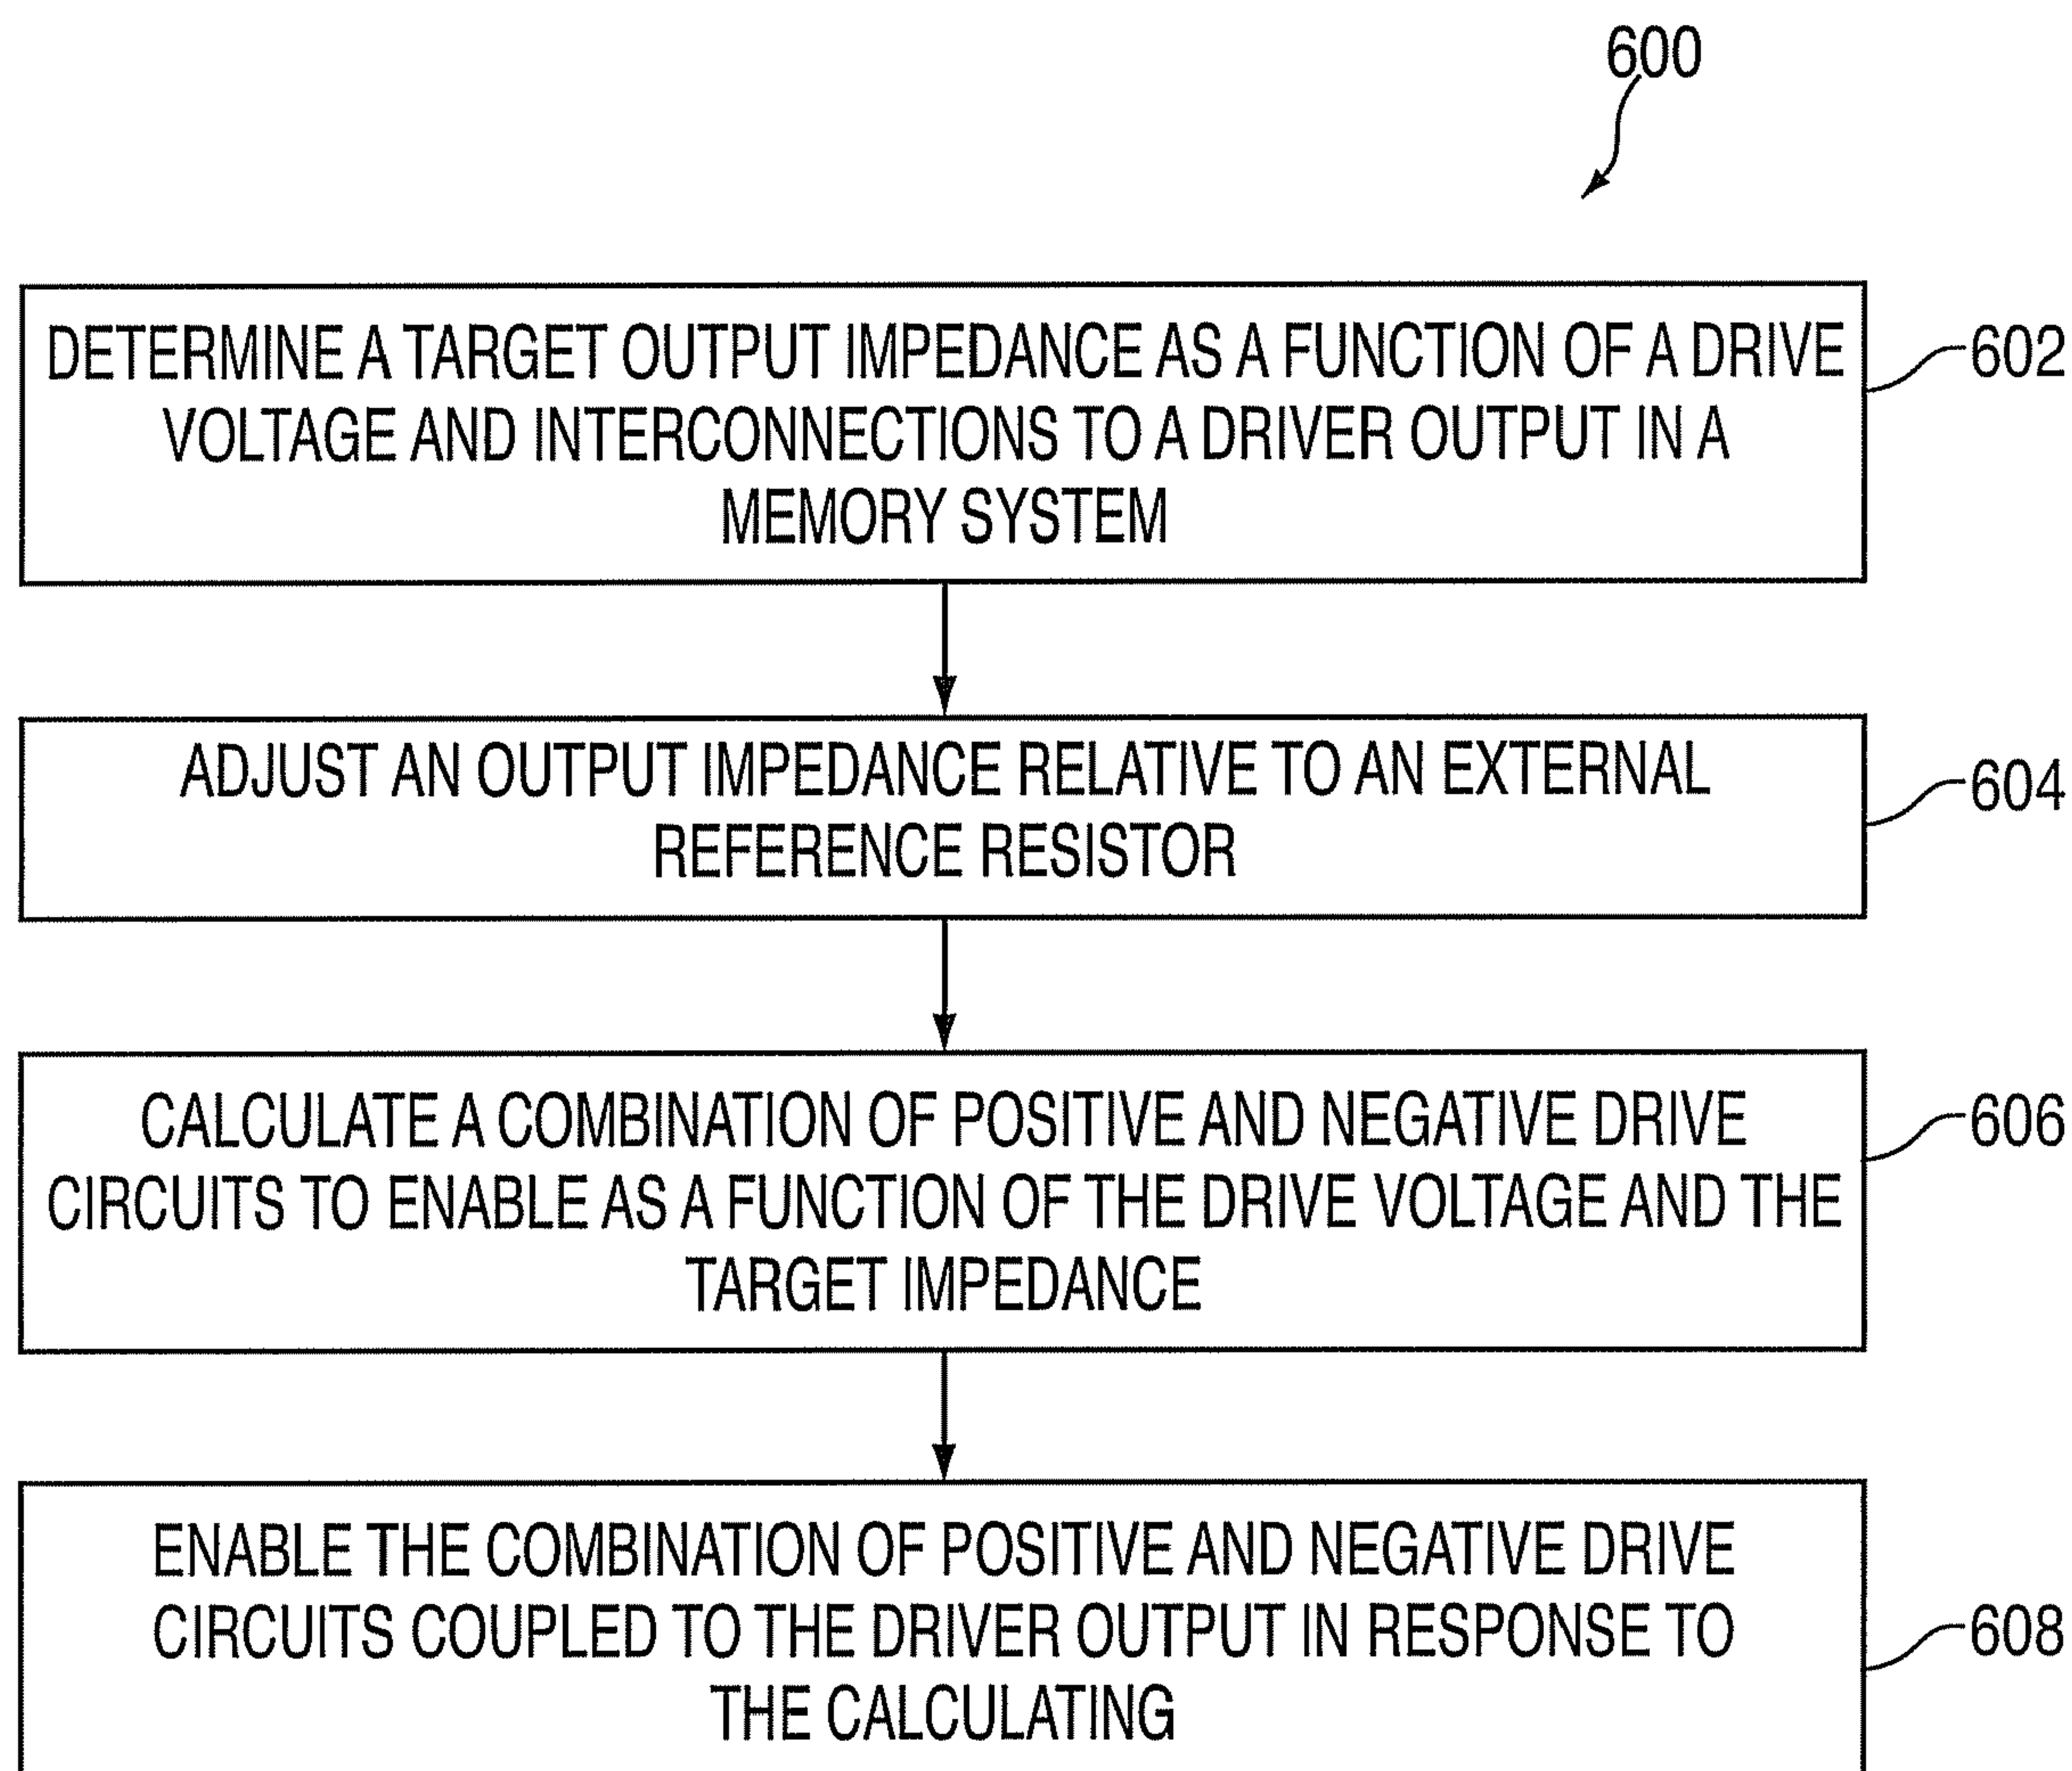 600
DETERMINE A TARGET OUTPUT IMPEDANCE AS A FUNCTION OF A DRIVE
VOLTAGE AND INTERCONNECTIONS TO A DRIVER OUTPUT IN A
MEMORY SYSTEM
602
ADJUST AN OUTPUT IMPEDANCE RELATIVE TO AN EXTERNAL
REFERENCE RESISTOR
604
CALCULATE A COMBINATION OF POSITIVE AND NEGATIVE DRIVE
CIRCUITS TO ENABLE AS A FUNCTION OF THE DRIVE VOLTAGE AND THE
TARGET IMPEDANCE
606
ENABLE THE COMBINATION OF POSITIVE AND NEGATIVE DRIVE
CIRCUITS COUPLED TO THE DRIVER OUTPUT IN RESPONSE TO
THE CALCULATING
608